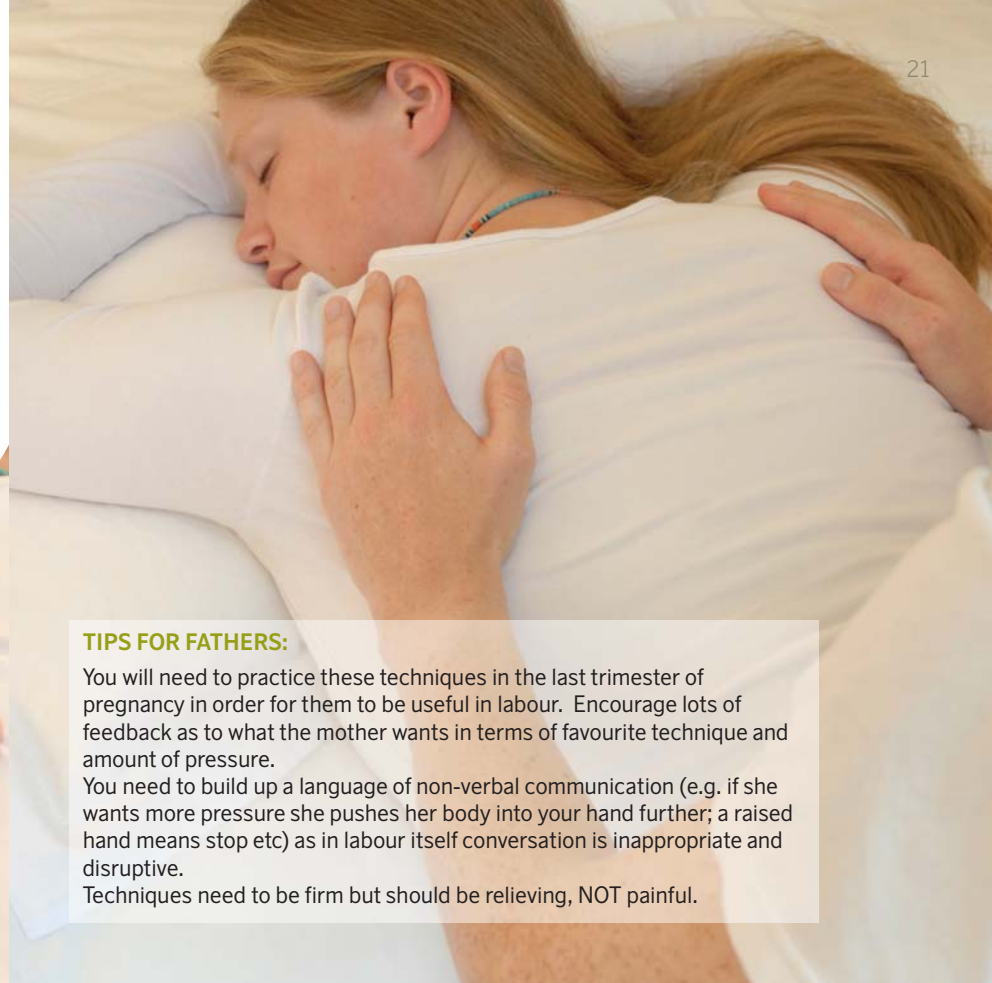 21
TIPS FOR FATHERS:
You will need to practice these techniques in the last trimester of
pregnancy in order for them to be useful in labour.  Encourage lots of
feedback as to what the mother wants in terms of favourite technique and
amount of pressure.
You need to build up a language of non-verbal communication (e.g. if she
wants more pressure she pushes her body into your hand further; a raised
hand means stop etc) as in labour itself conversation is inappropriate and
disruptive.
Techniques need to be firm but should be relieving, NOT painful.